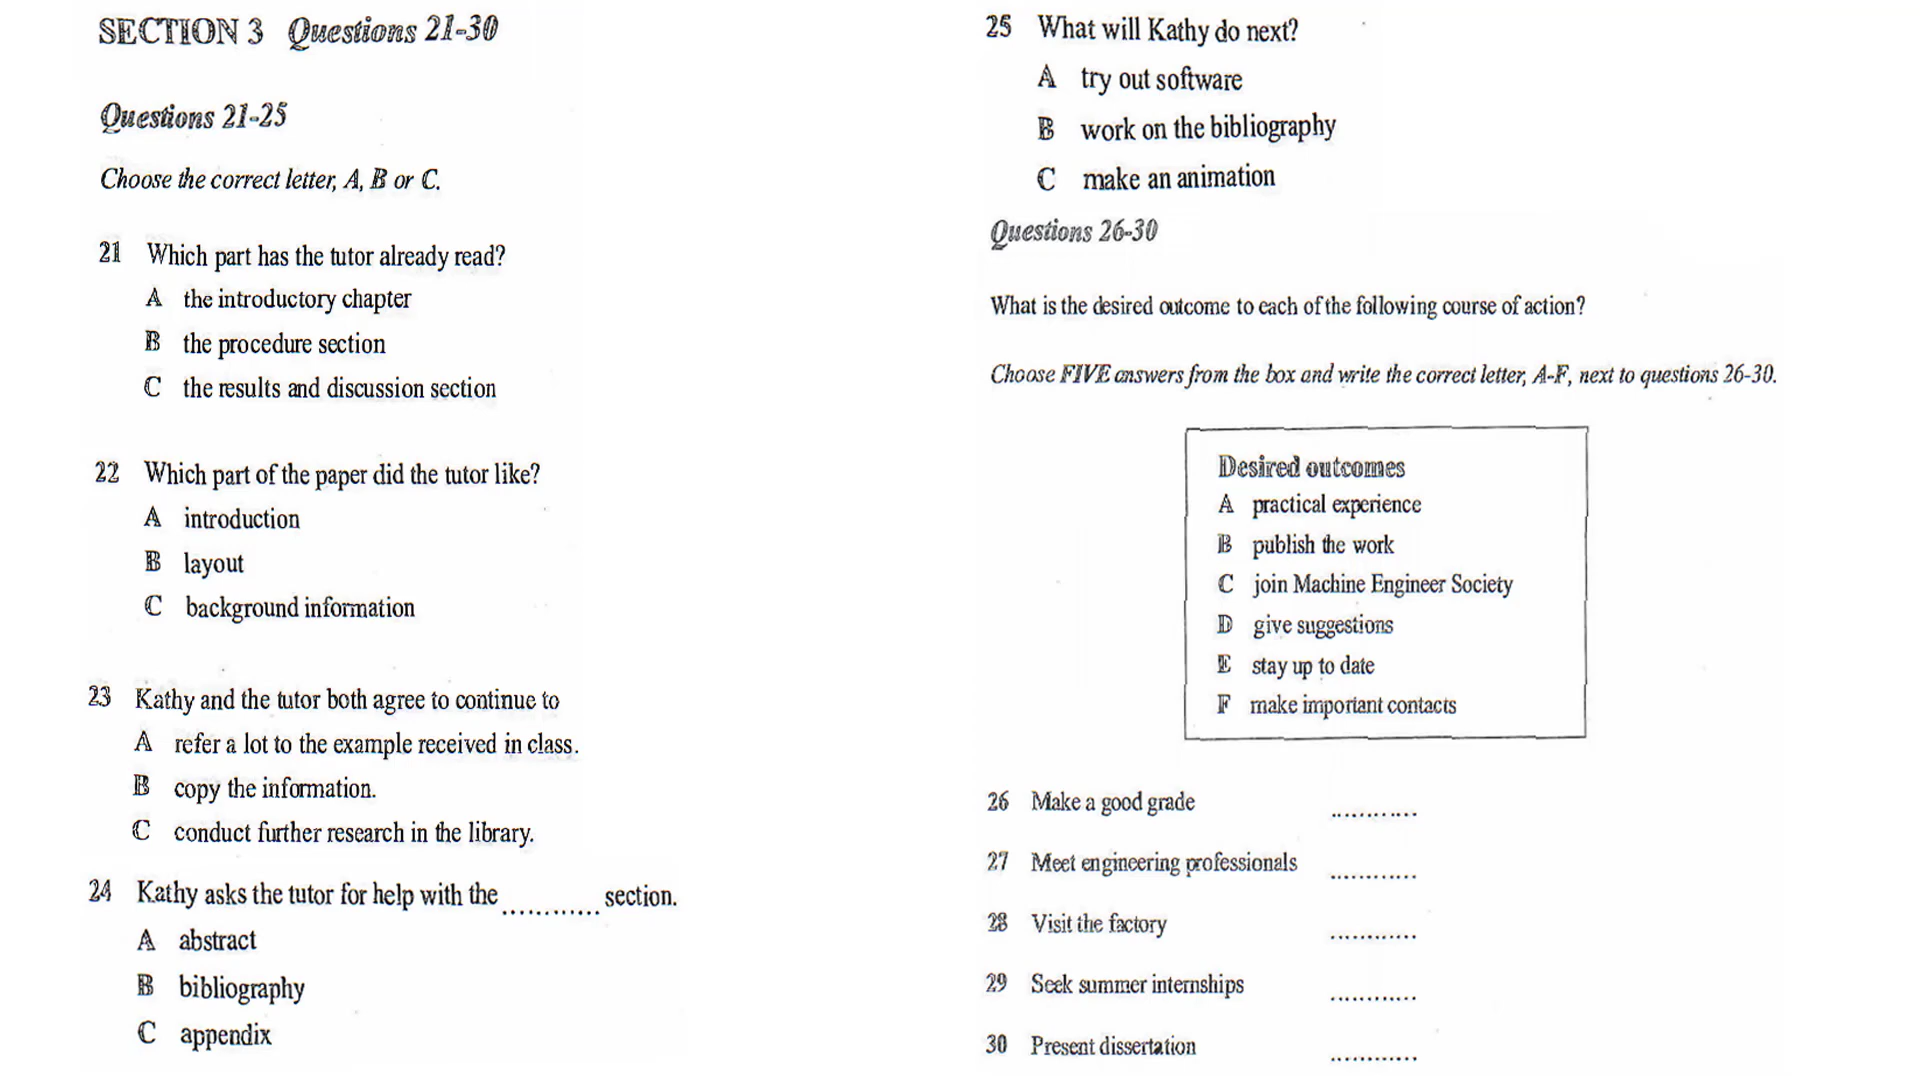 SECTION 3 Questions 21-30
Questions 21-25
Choose the correct letter, A, B or C.
21 Which part has the tutor already read?
A the introductory chapter
B the procedure section
C the results and discussion section
22 Which part of the paper did the tutor like?
A introduction
B layout
C background information
23 Kathy and the tutor both agree to continue to
A refer a lot to the example received in class.
B copy the information.
C conduct further research in the library.
24 Kathy asks the tutor for help with the ............ section.
A abstract
B bibliography
C appendix
25 What will Kathy do next?
A try out software
B work on the bibliography
C make an animation
Questions 26-30
What is the desired outcome to each of the following course of action?
Choose FIVE answers from the box and write the correct letter, A-F, next to questions 26-30.
Desired outcomes
A practical experience
B publish the work
C join Machine Engineer Society
D give suggestions
E stay up to date
F make important contacts
26 Make a good grade ............
27 Meet engineering professionals ............
28 Visit the factory ............
29 Seek summer internships ............
30 Present dissertation ............